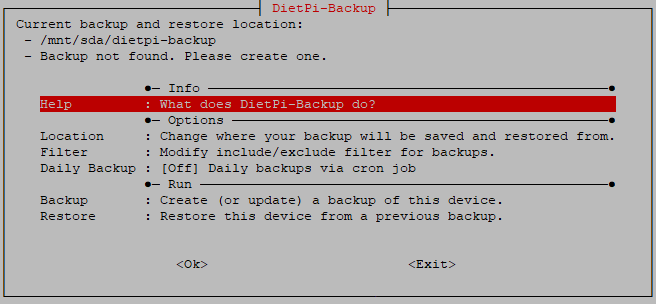 DietPi-Backup
Current backup and restore location:
- /mnt/sda/dietpi-backup
- Backup not found. Please create one.
●─ Info ─●
Help : What does DietPi-Backup do?
●─ Options ─●
Location : Change where your backup will be saved and restored from.
Filter : Modify include/exclude filter for backups.
Daily Backup : [Off] Daily backups via cron job
●─ Run ─●
Backup : Create (or update) a backup of this device.
Restore : Restore this device from a previous backup.
<Ok> <Exit>